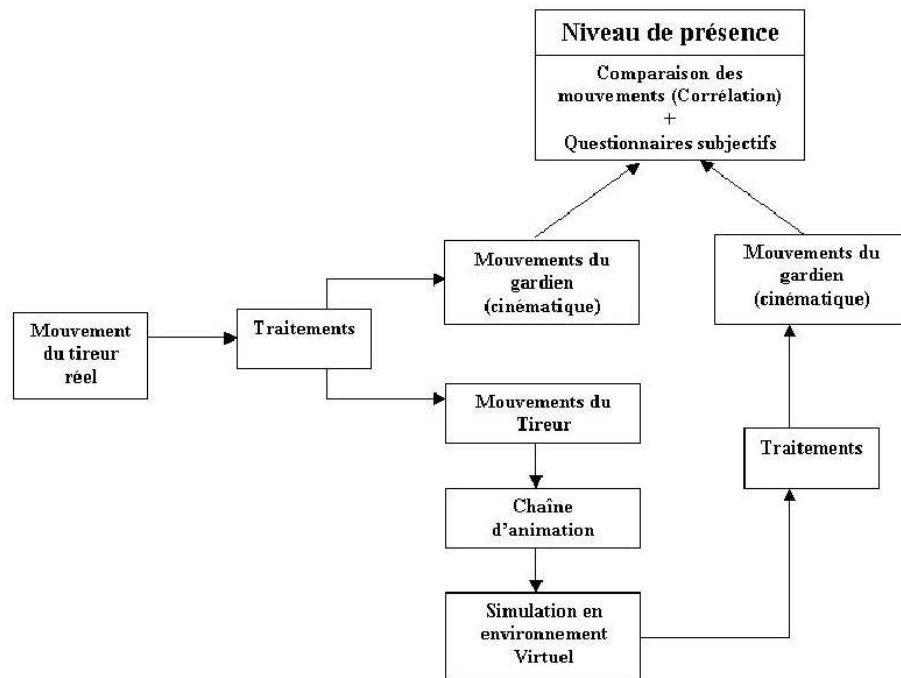 Niveau de présence
Comparaison des
mouvements (Corrélation)
+
Questionnaires subjectifs
Mouvements du
gardien
(cinématique)
Mouvements du
gardien
(cinématique)
Mouvement
du tireur
réel
Traitements
Mouvements du
Tireur
Traitements
Chaîne
d'animation
Simulation en
environnement
Virtuel